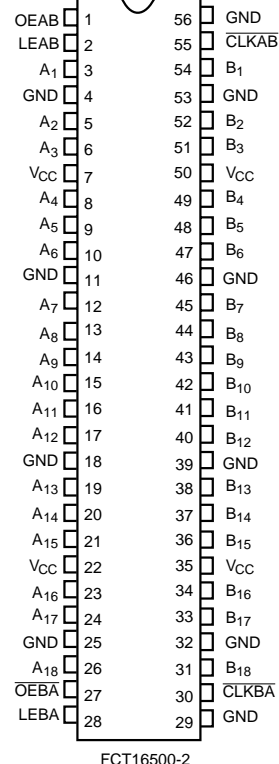 OEAB 1 56 GND
LEAB 2 55 CLKAB
A1 3 54 B1
GND 4 53 GND
A2 5 52 B2
A3 6 51 B3
VCC 7 50 VCC
A4 8 49 B4
A5 9 48 B5
A6 10 47 B6
GND 11 46 GND
A7 12 45 B7
A8 13 44 B8
A9 14 43 B9
A10 15 42 B10
A11 16 41 B11
A12 17 40 B12
GND 18 39 GND
A13 19 38 B13
A14 20 37 B14
A15 21 36 B15
VCC 22 35 VCC
A16 23 34 B16
A17 24 33 B17
GND 25 32 GND
A18 26 31 B18
OEBA 27 30 CLKBA
LEBA 28 29 GND
FCT16500-2